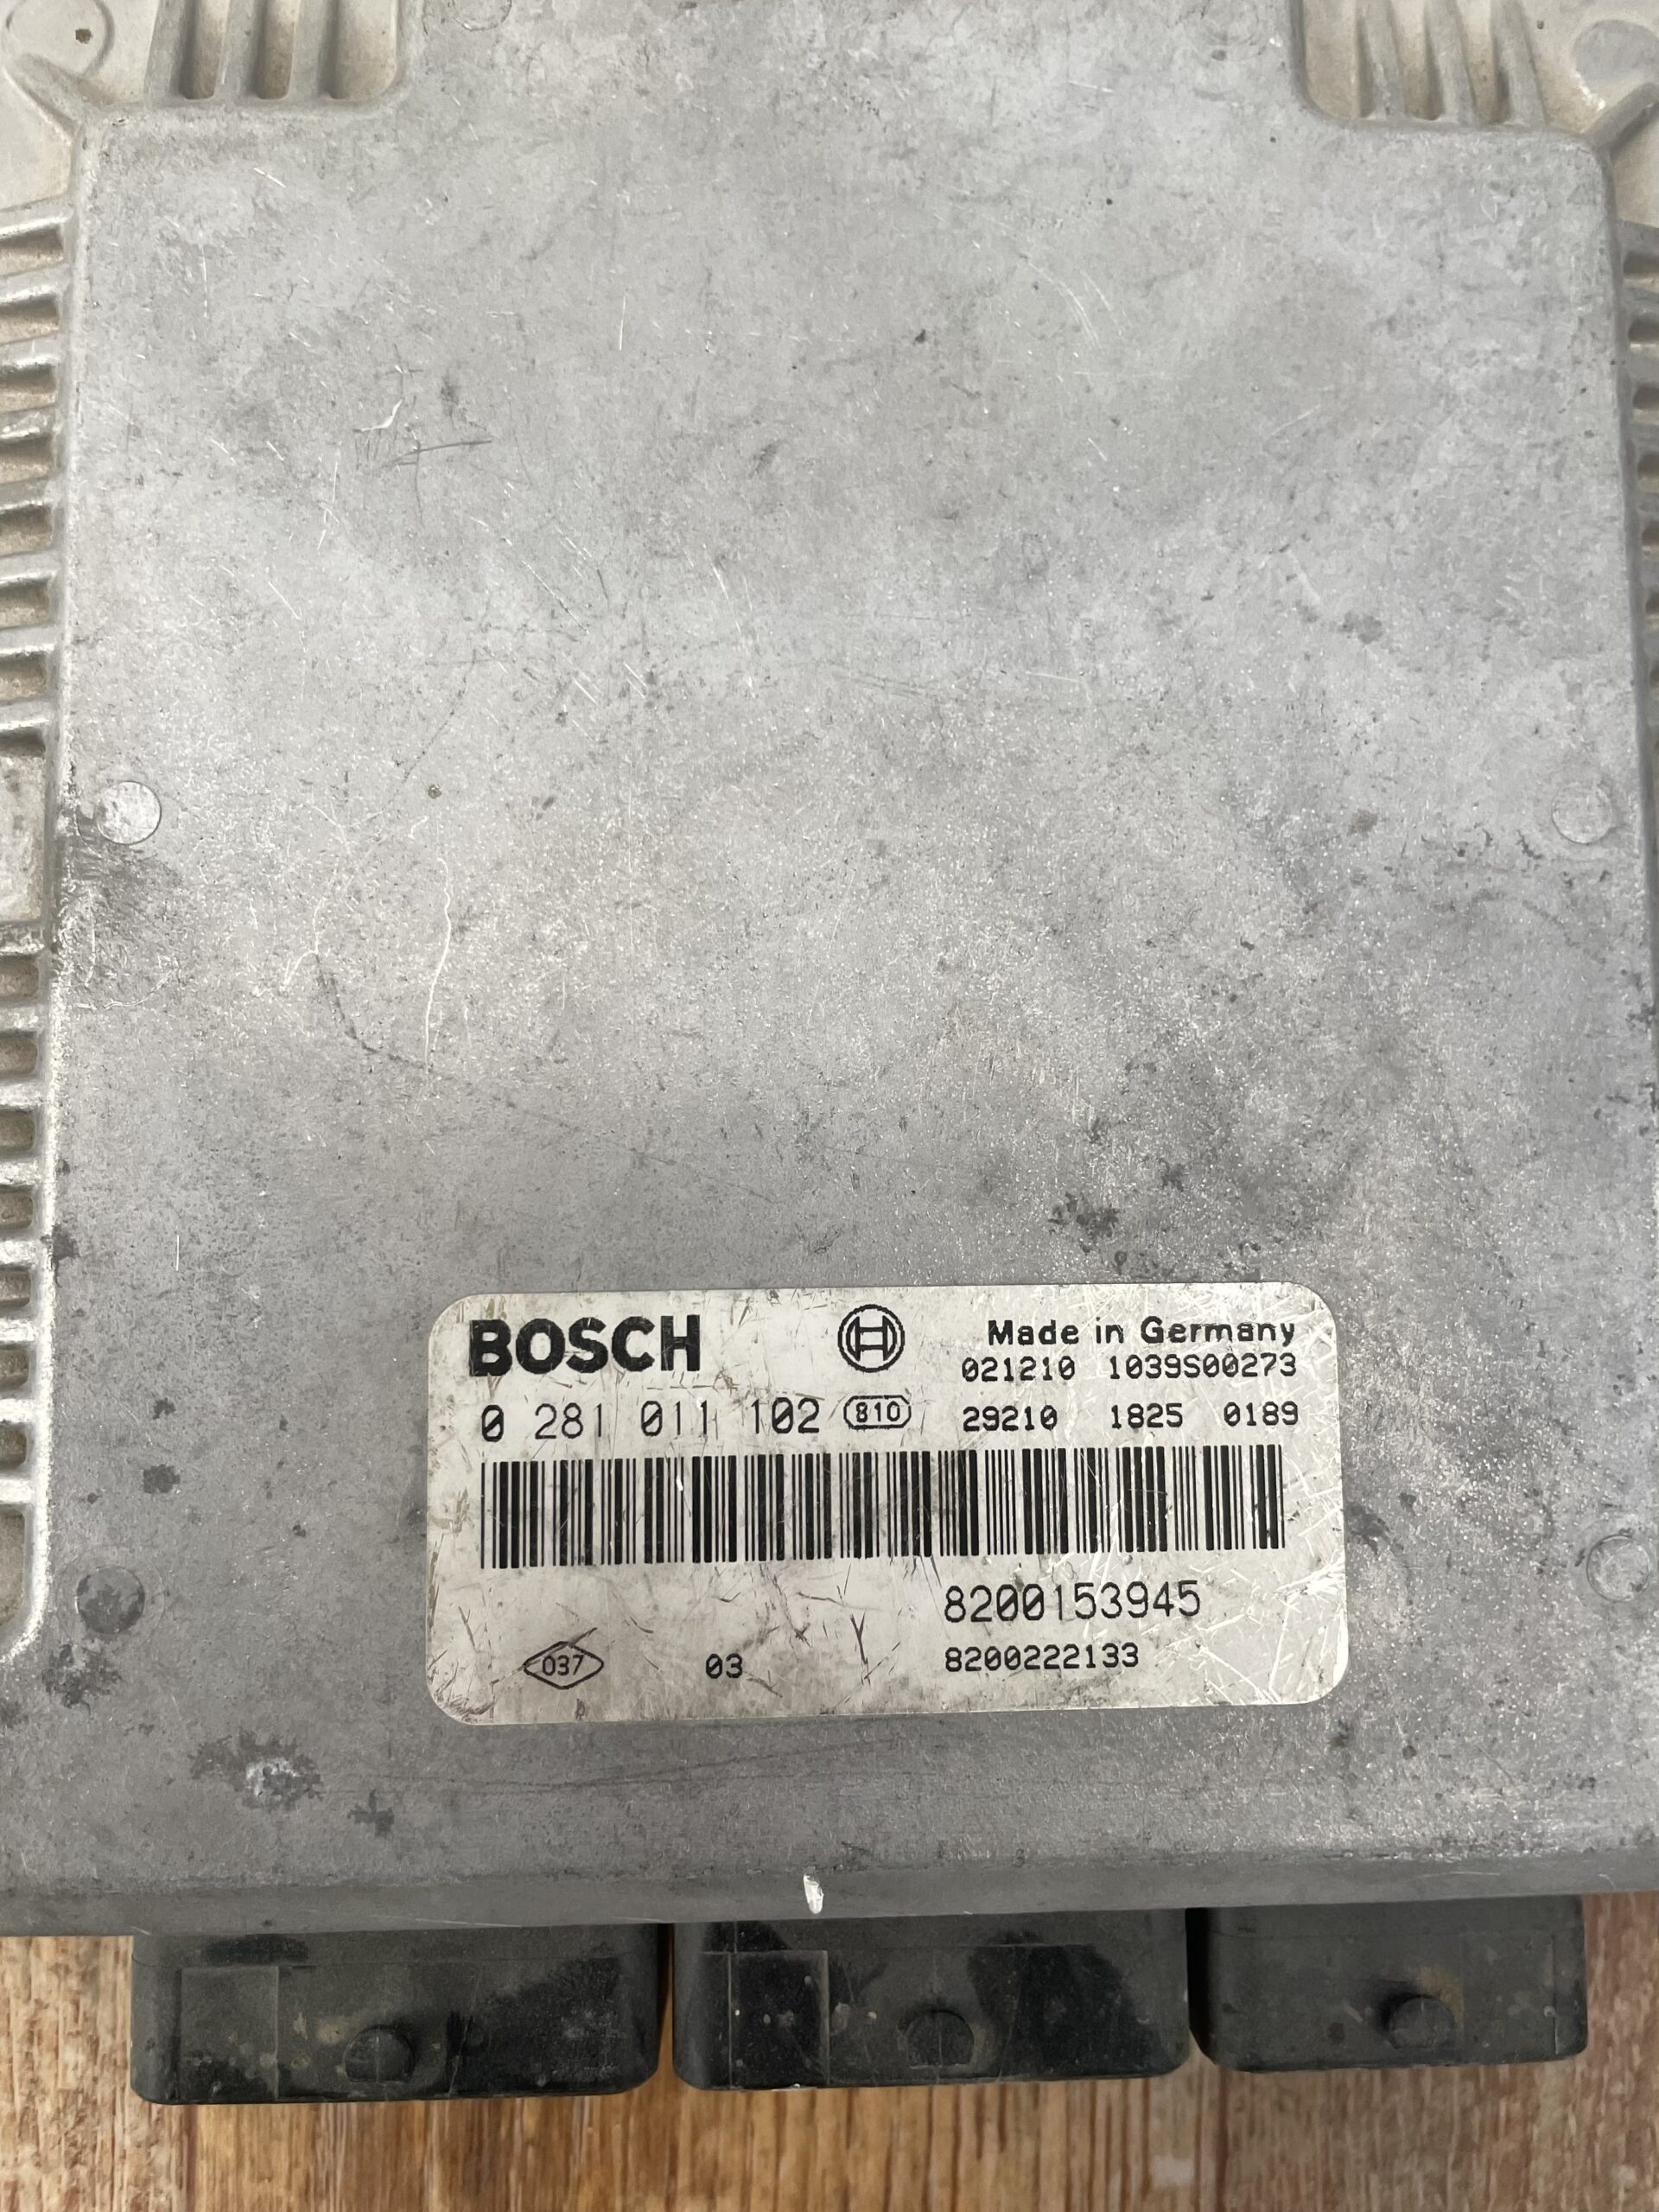 BOSCH
Made in Germany
021210 1039S00273
0 281 011 102 810
29210 1825 0189
8200153945
037 03 8200222133